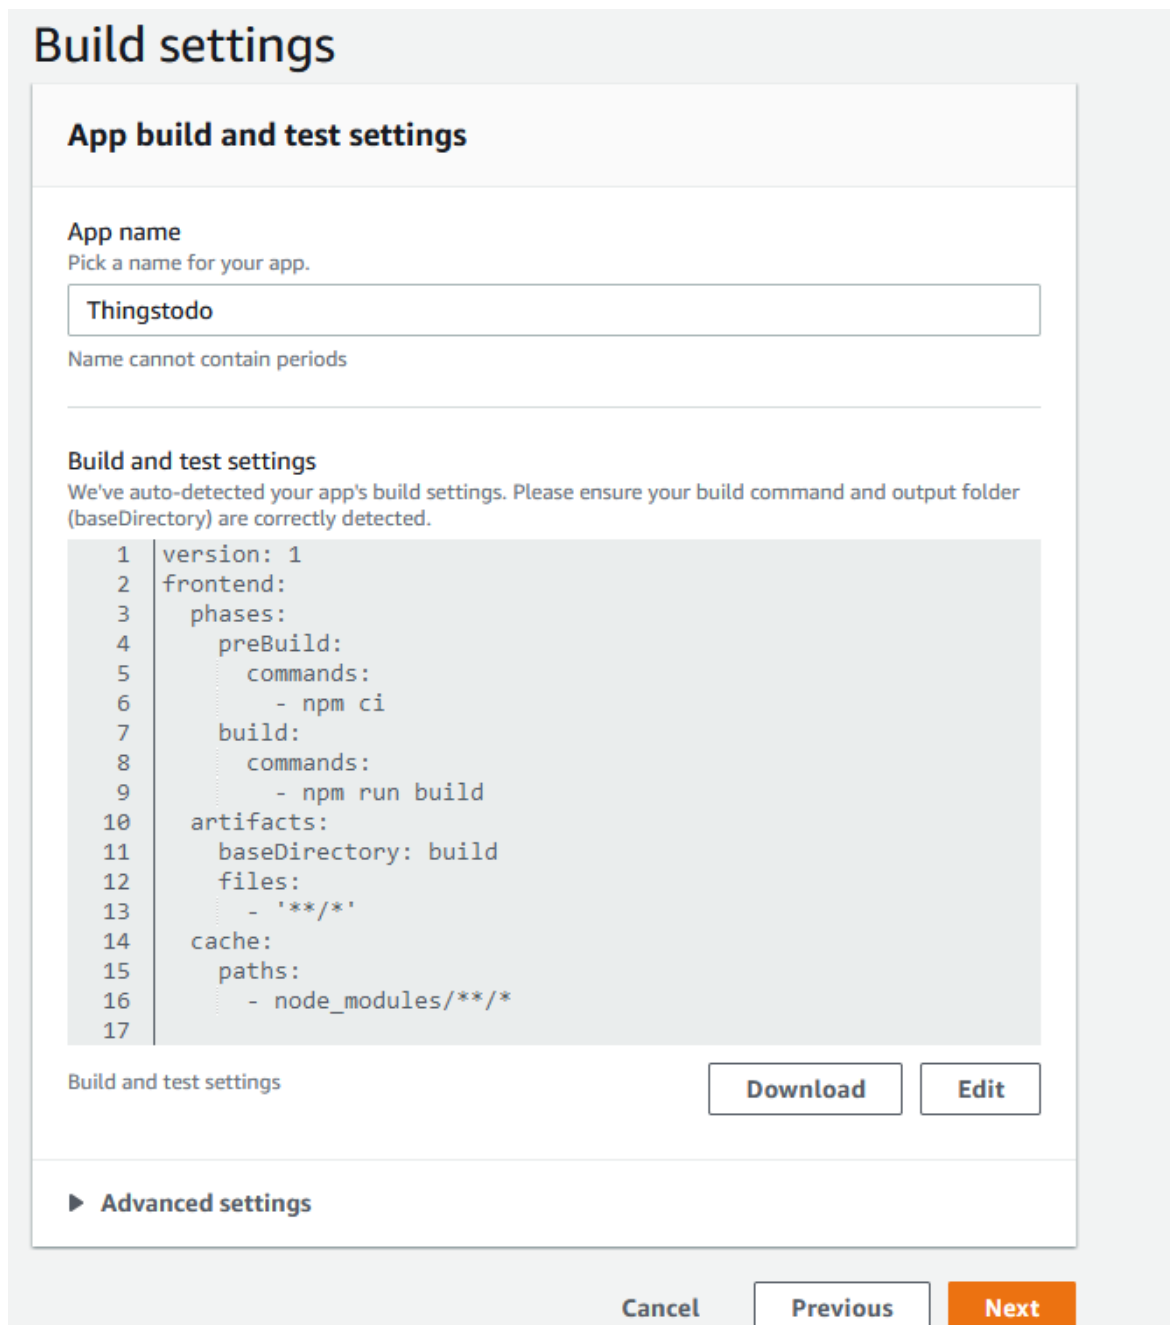 Build settings
App build and test settings
App name
Pick a name for your app.
Thingstodo
Name cannot contain periods
Build and test settings
We've auto-detected your app's build settings. Please ensure your build command and output folder
(baseDirectory) are correctly detected.
1 version: 1
2 frontend:
3   phases:
4     preBuild:
5       commands:
6         - npm ci
7     build:
8       commands:
9         - npm run build
10   artifacts:
11     baseDirectory: build
12     files:
13       - '**/*'
14   cache:
15     paths:
16       - node_modules/**/*
17
Build and test settings
Download Edit
Advanced settings
Cancel Previous Next